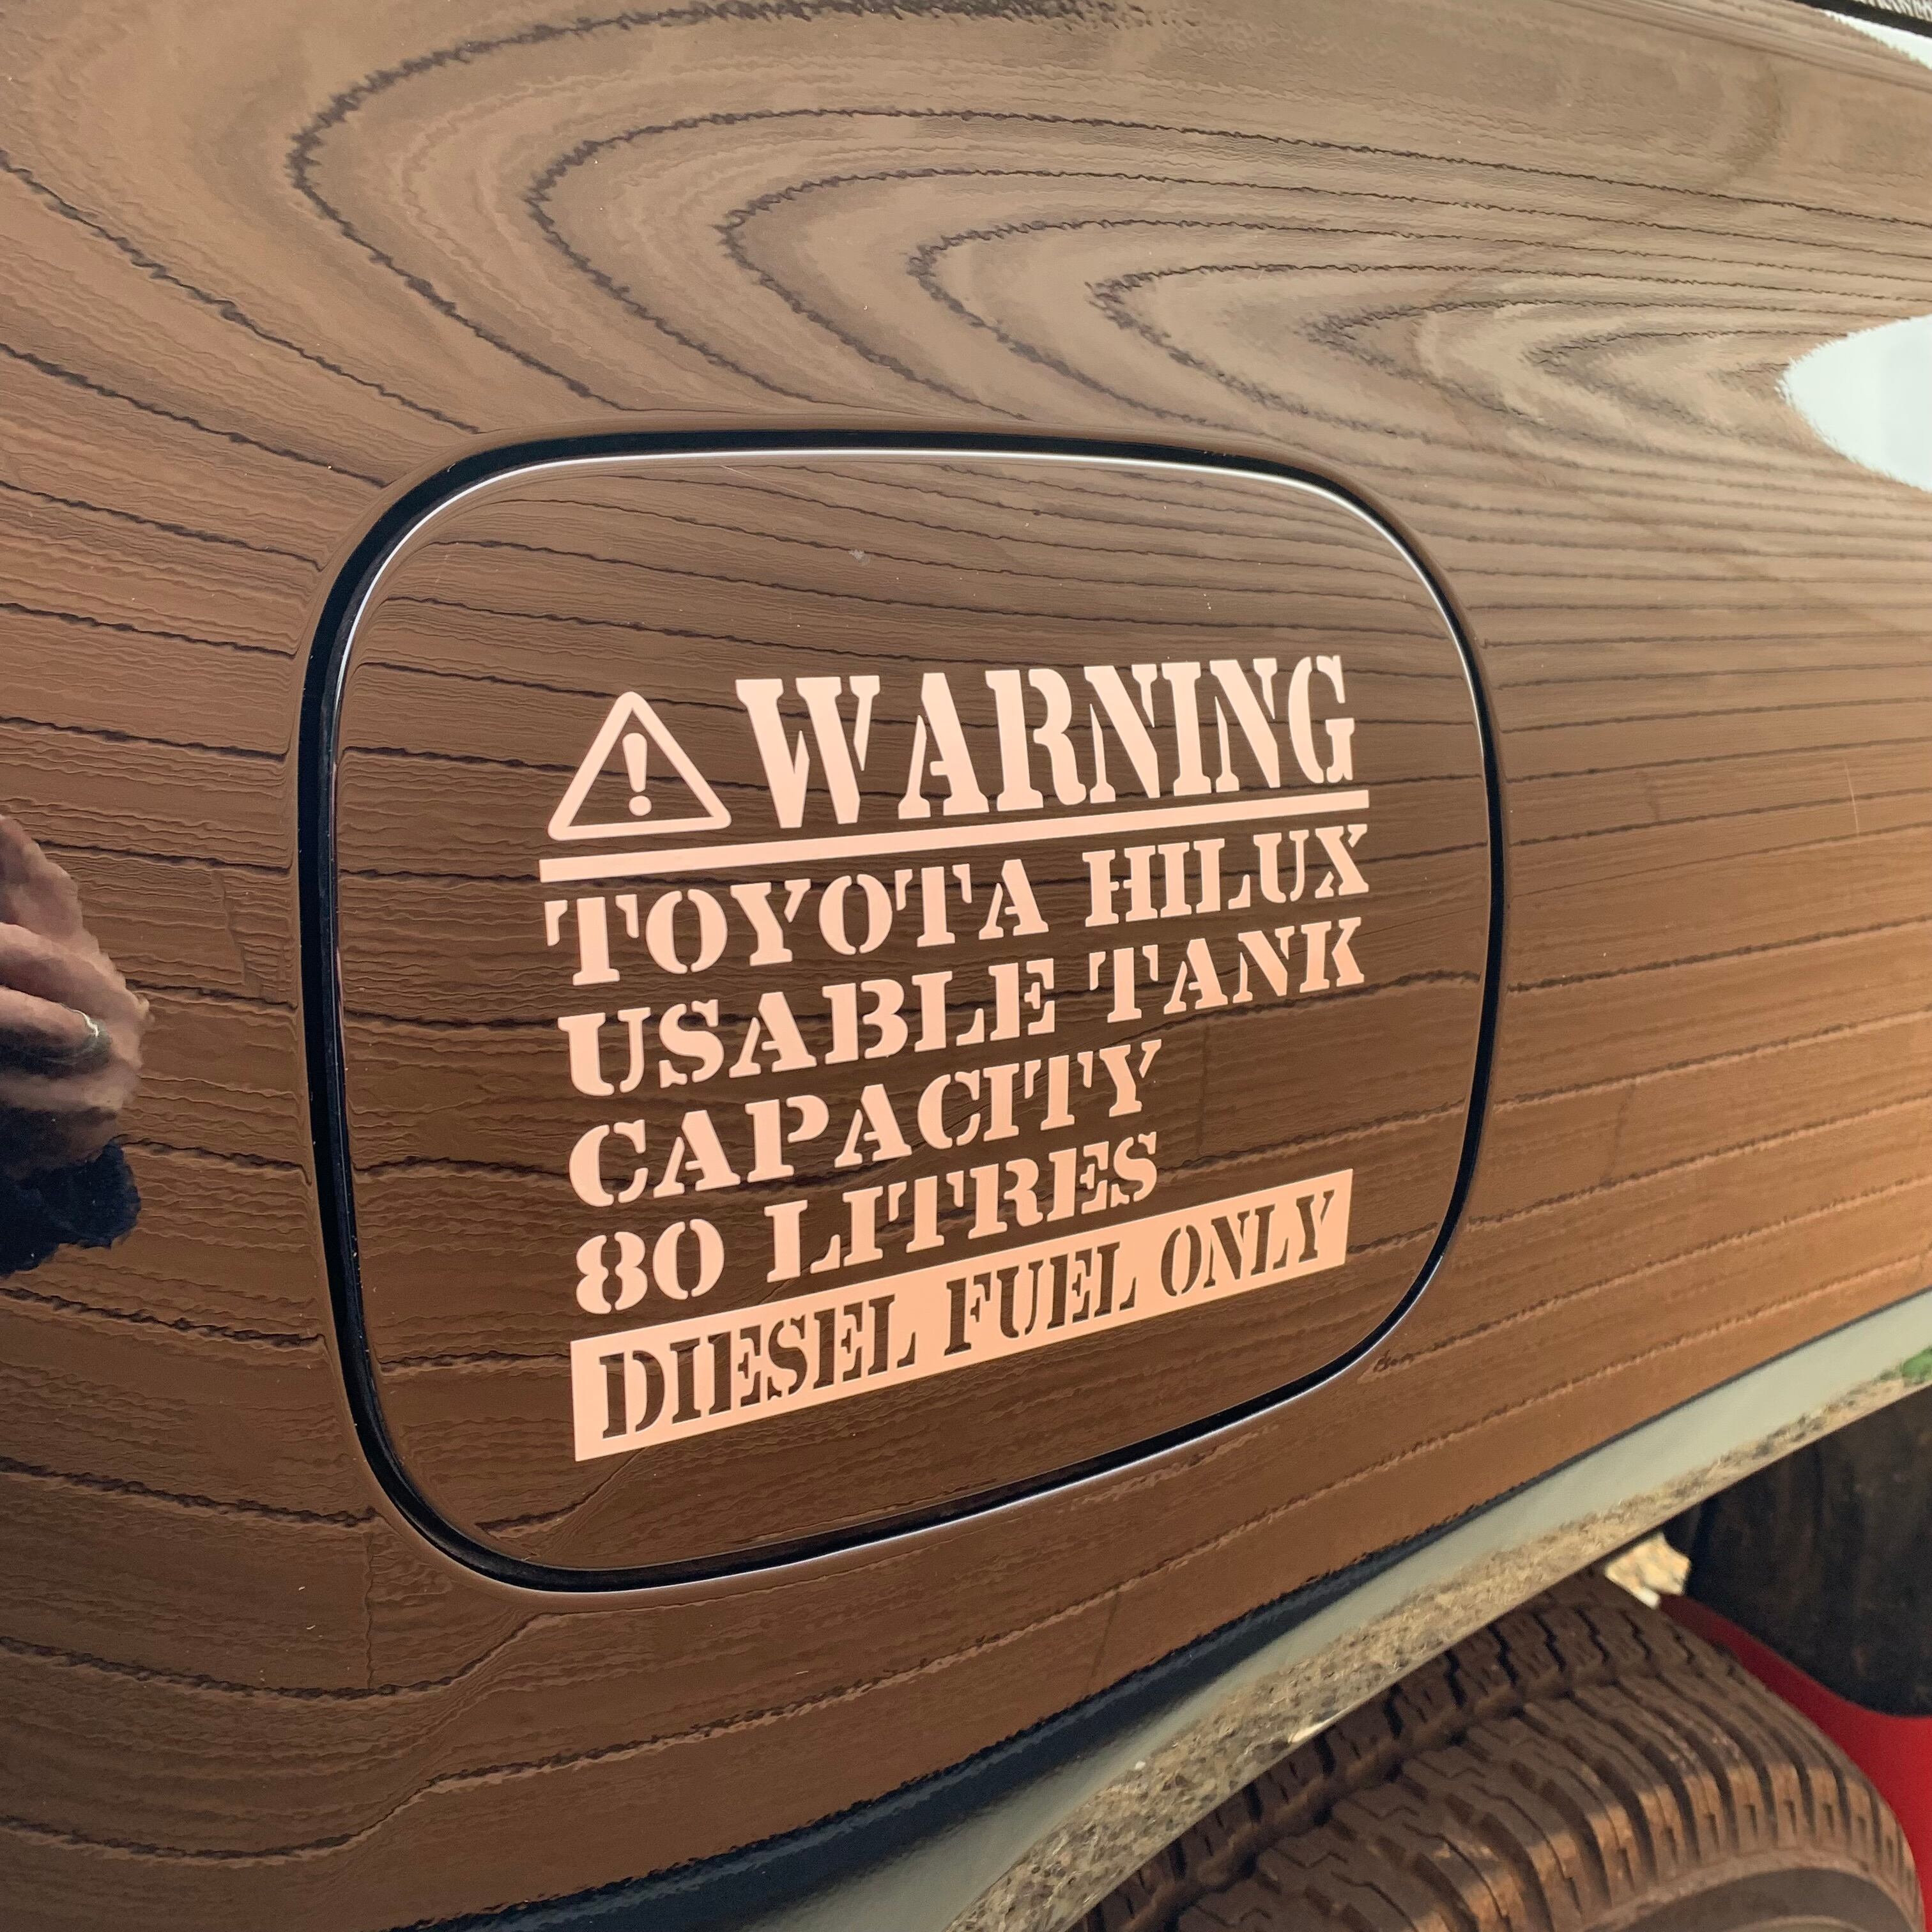 WARNING
TOYOTA HILUX
USABLE TANK
CAPACITY
80 LITRES
DIESEL FUEL ONLY